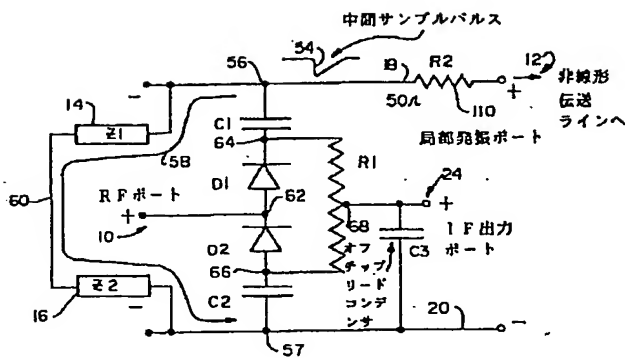 中間サンプルパルス
54
56
18
R2
12
+
非線形
伝送
ラインへ
-
14
Z1
C1
50Ω
110
局部発振ポート
58
64
R1
D1
60
RFポート
+
10
62
24
+
68
IF出力
ポート
D2
オフ
チップ
リード
コンデ
ンサ
C3
66
Z2
C2
16
-
-
57
20
-